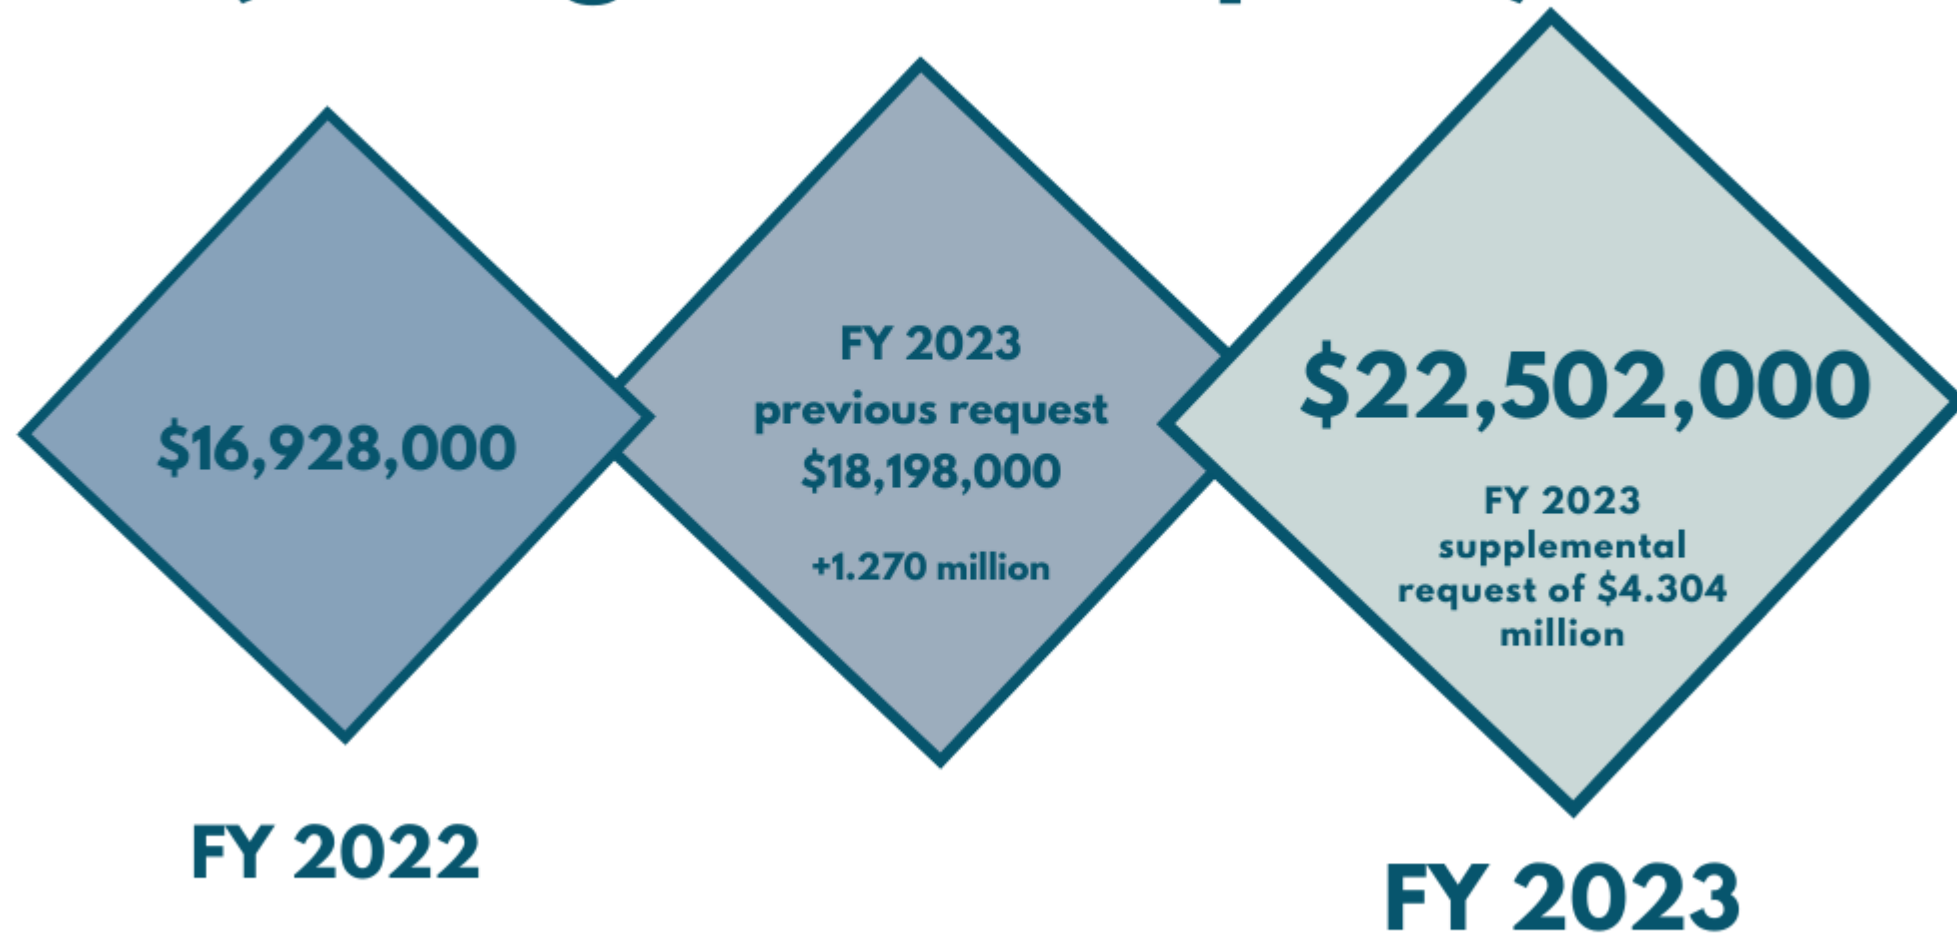 $16,928,000
FY 2022
FY 2023
previous request
$18,198,000
+1.270 million
$22,502,000
FY 2023
supplemental
request of $4.304
million
FY 2023